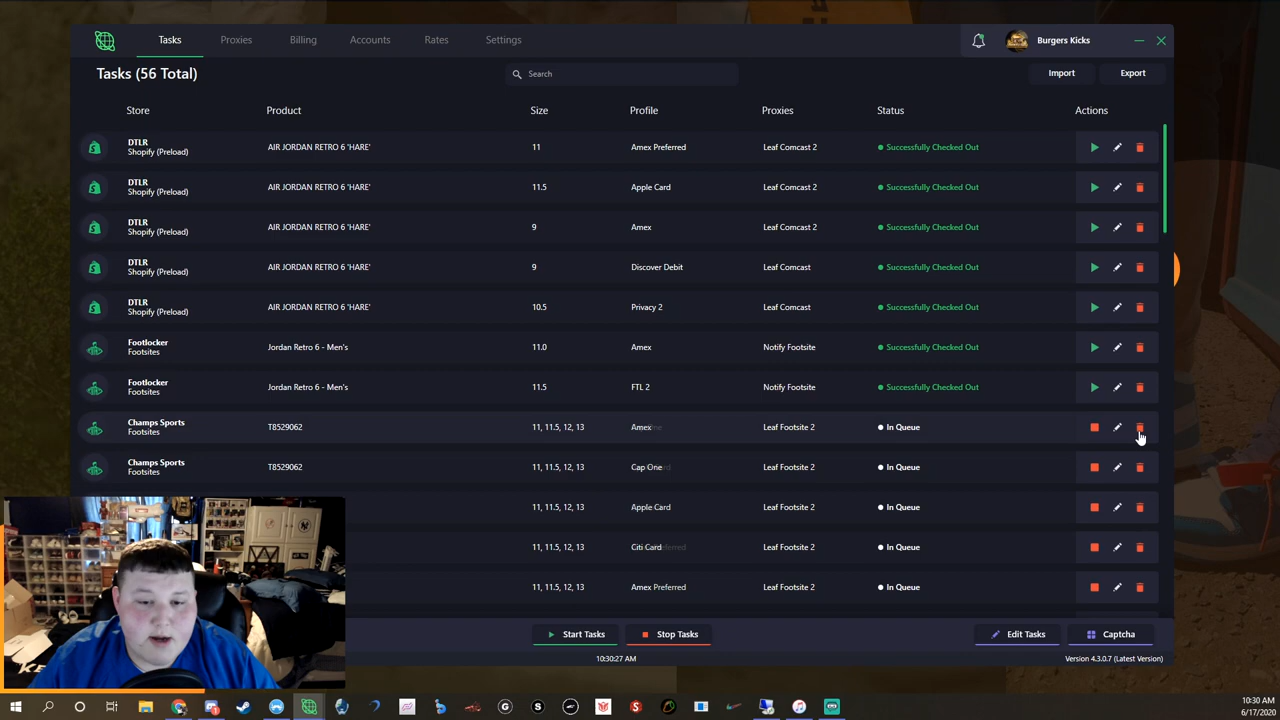 Tasks Proxies Billing Accounts Rates Settings Burgers Kicks
Tasks (56 Total) Search Import Export
Store Product Size Profile Proxies Status Actions
DTLR
Shopify (Preload) AIR JORDAN RETRO 6 'HARE' 11 Amex Preferred Leaf Comcast 2 Successfully Checked Out
DTLR
Shopify (Preload) AIR JORDAN RETRO 6 'HARE' 11.5 Apple Card Leaf Comcast 2 Successfully Checked Out
DTLR
Shopify (Preload) AIR JORDAN RETRO 6 'HARE' 9 Amex Leaf Comcast 2 Successfully Checked Out
DTLR
Shopify (Preload) AIR JORDAN RETRO 6 'HARE' 9 Discover Debit Leaf Comcast Successfully Checked Out
DTLR
Shopify (Preload) AIR JORDAN RETRO 6 'HARE' 10.5 Privacy 2 Leaf Comcast Successfully Checked Out
Footlocker
Footsites Jordan Retro 6 - Men's 11.0 Amex Notify Footsite Successfully Checked Out
Footlocker
Footsites Jordan Retro 6 - Men's 11.5 FTL 2 Notify Footsite Successfully Checked Out
Champs Sports
Footsites T8529062 11, 11.5, 12, 13 Amex Leaf Footsite 2 In Queue
Champs Sports
Footsites T8529062 11, 11.5, 12, 13 Cap One Leaf Footsite 2 In Queue
11, 11.5, 12, 13 Apple Card Leaf Footsite 2 In Queue
11, 11.5, 12, 13 Citi Card Leaf Footsite 2 In Queue
11, 11.5, 12, 13 Amex Preferred Leaf Footsite 2 In Queue
Start Tasks Stop Tasks Edit Tasks Captcha
10:30:27 AM Version 4.3.0.7 (Latest Version)
10:30 AM
6/17/2020